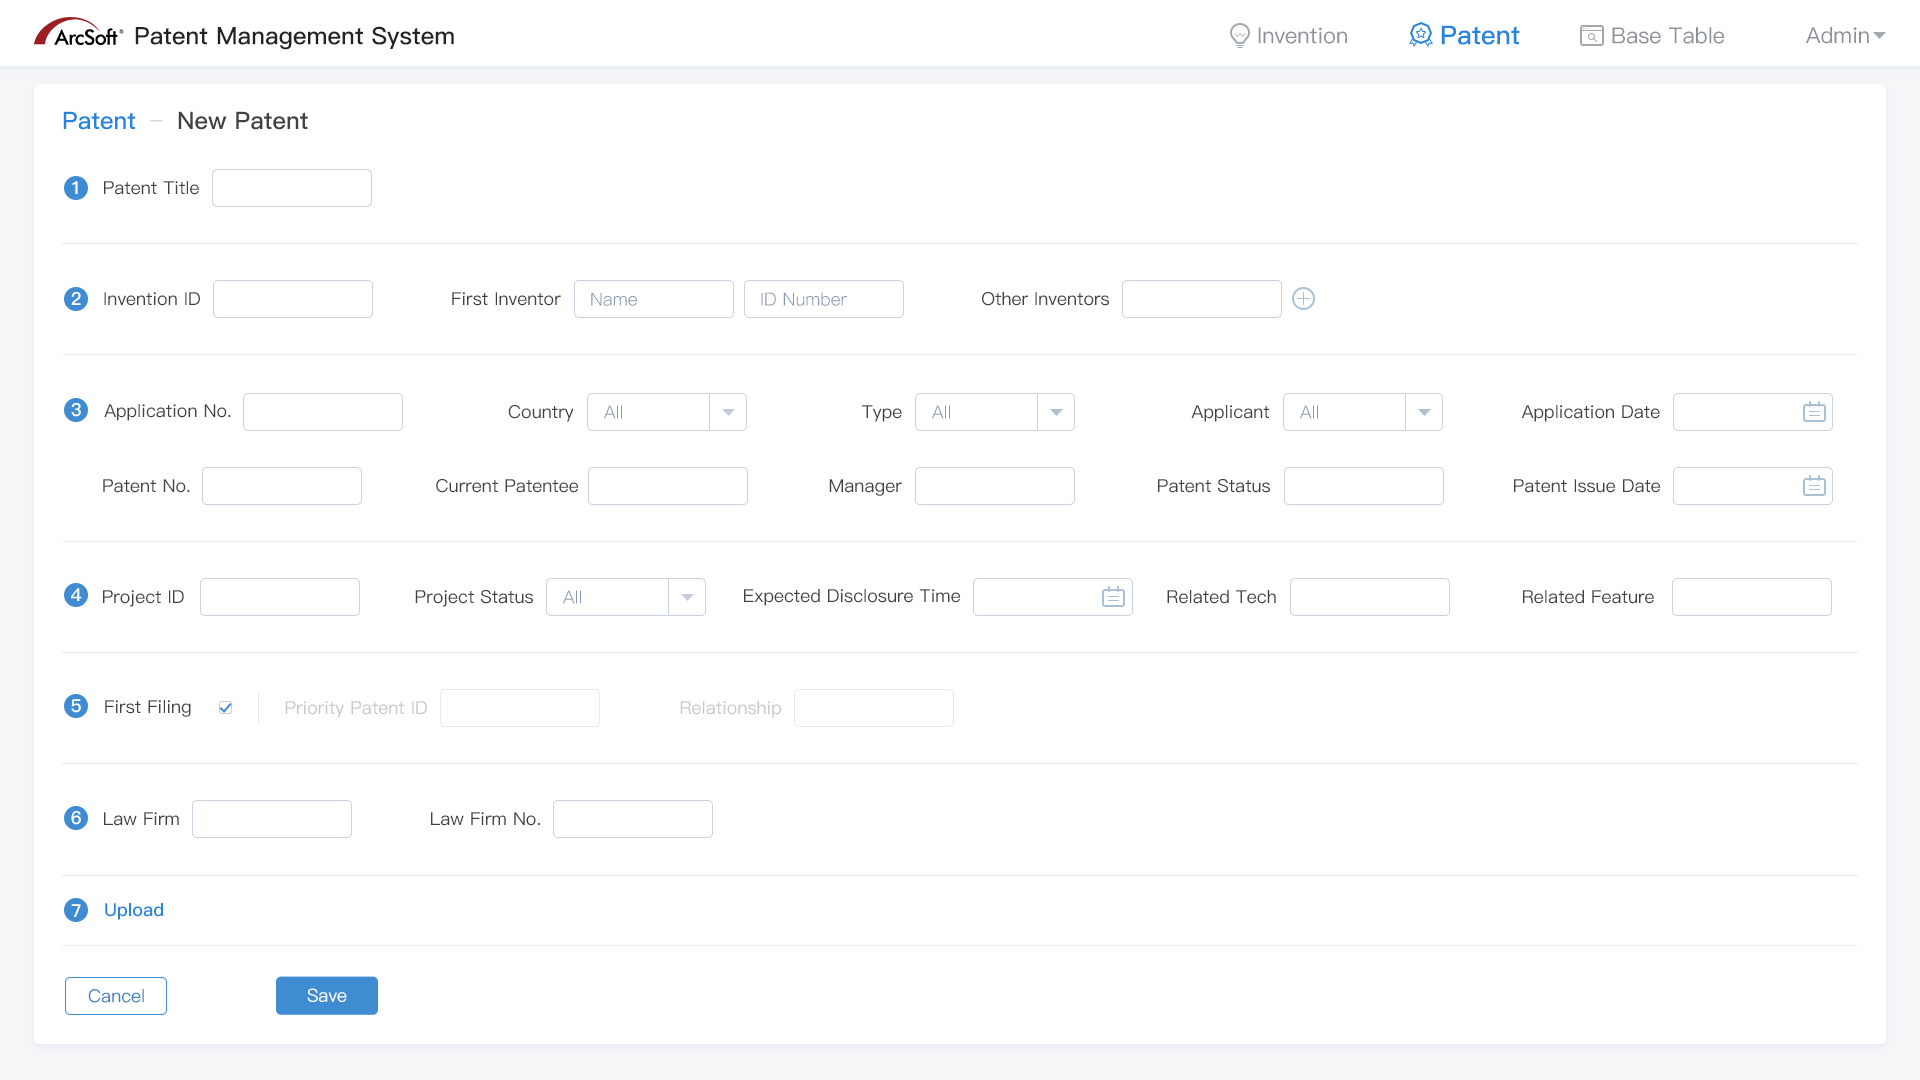 ArcSoft Patent Management System Invention Patent Base Table Admin
Patent – New Patent
1 Patent Title
2 Invention ID First Inventor Name ID Number Other Inventors
3 Application No. Country All Type All Applicant All Application Date
Patent No. Current Patentee Manager Patent Status Patent Issue Date
4 Project ID Project Status All Expected Disclosure Time Related Tech Related Feature
5 First Filing Priority Patent ID Relationship
6 Law Firm Law Firm No.
7 Upload
Cancel Save